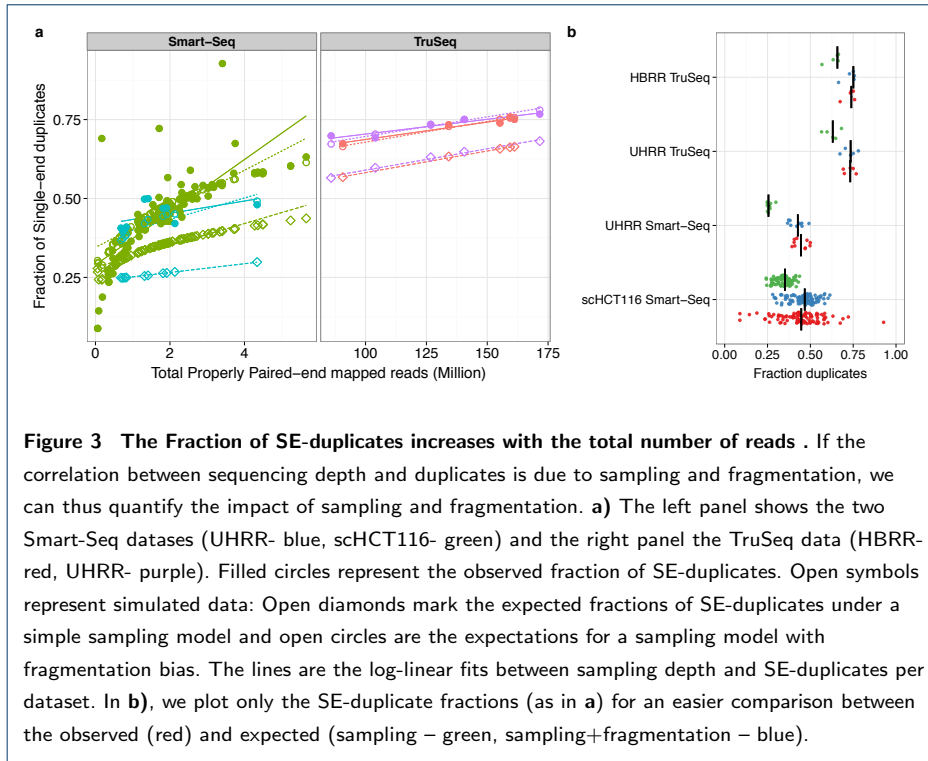 a
b
Smart−Seq
TruSeq
Fraction of Single−end duplicates
0.75
0.50
0.25
0
2
4
100
125
150
175
Total Properly Paired−end mapped reads (Million)
HBRR TruSeq
UHRR TruSeq
UHRR Smart−Seq
scHCT116 Smart−Seq
0.00
0.25
0.50
0.75
1.00
Fraction duplicates
Figure 3 The Fraction of SE-duplicates increases with the total number of reads . If the
correlation between sequencing depth and duplicates is due to sampling and fragmentation, we
can thus quantify the impact of sampling and fragmentation. a) The left panel shows the two
Smart-Seq datasets (UHRR- blue, scHCT116- green) and the right panel the TruSeq data (HBRR-
red, UHRR- purple). Filled circles represent the observed fraction of SE-duplicates. Open symbols
represent simulated data: Open diamonds mark the expected fractions of SE-duplicates under a
simple sampling model and open circles are the expectations for a sampling model with
fragmentation bias. The lines are the log-linear fits between sampling depth and SE-duplicates per
dataset. In b), we plot only the SE-duplicate fractions (as in a) for an easier comparison between
the observed (red) and expected (sampling – green, sampling+fragmentation – blue).